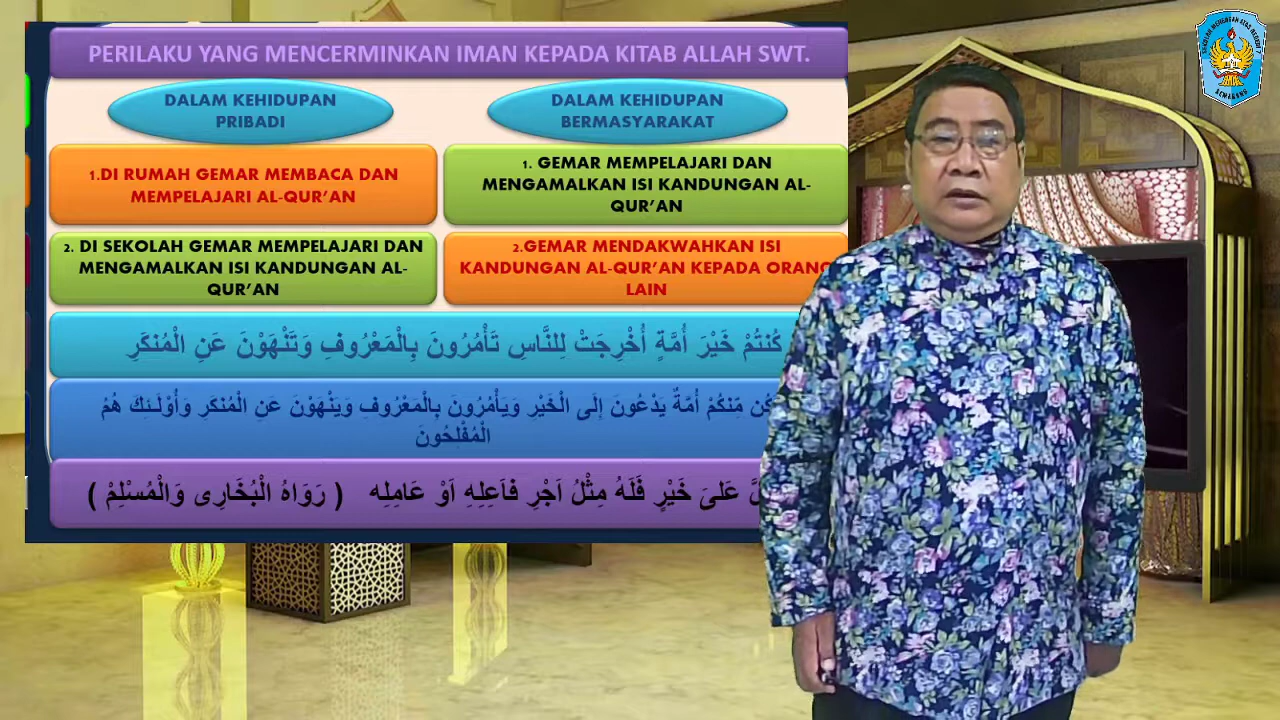 PERILAKU YANG MENCERMINKAN IMAN KEPADA KITAB ALLAH SWT.
DALAM KEHIDUPAN
PRIBADI
DALAM KEHIDUPAN
BERMASYARAKAT
1.DI RUMAH GEMAR MEMBACA DAN
MEMPELAJARI AL-QUR’AN
1. GEMAR MEMPELAJARI DAN
MENGAMALKAN ISI KANDUNGAN AL-
QUR’AN
2. DI SEKOLAH GEMAR MEMPELAJARI DAN
MENGAMALKAN ISI KANDUNGAN AL-
QUR’AN
2.GEMAR MENDAKWAHKAN ISI
KANDUNGAN AL-QUR’AN KEPADA ORANG
LAIN
كُنتُمْ خَيْرَ أُمَّةٍ أُخْرِجَتْ لِلنَّاسِ تَأْمُرُونَ بِالْمَعْرُوفِ وَتَنْهَوْنَ عَنِ الْمُنكَرِ
كُن مِّنكُمْ أُمَّةٌ يَدْعُونَ إِلَى الْخَيْرِ وَيَأْمُرُونَ بِالْمَعْرُوفِ وَيَنْهَوْنَ عَنِ الْمُنكَرِ وَأُوْلَـئِكَ هُمُ
الْمُفْلِحُونَ
عَلىَ خَيْرٍ فَلَهُ مِثْلُ اَجْرِ فاَعِلِهِ اَوْ عَامِلِه ( رَوَاهُ الْبُخَارِى وَالْمُسْلِمْ )
SEMARANG